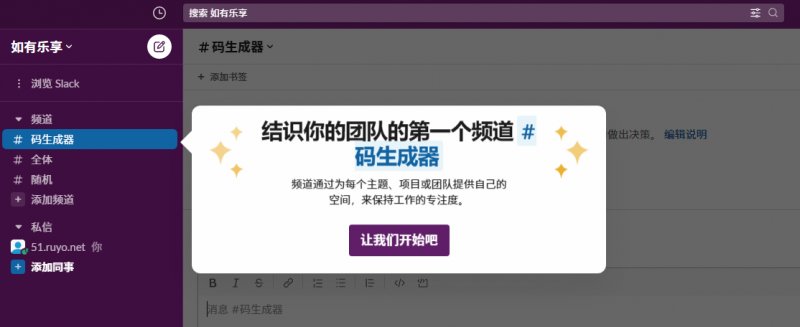 搜索 如有乐享
如有乐享
浏览 Slack
频道
# 码生成器
# 全体
# 随机
添加频道
私信
51.ruyo.net 你
添加同事
# 码生成器
+ 添加书签
做出决策。 编辑说明
结识你的团队的第一个频道 #
码生成器
频道通过为每个主题、项目或团队提供自己的
空间，来保持工作的专注度。
让我们开始吧
B I S
消息 #码生成器